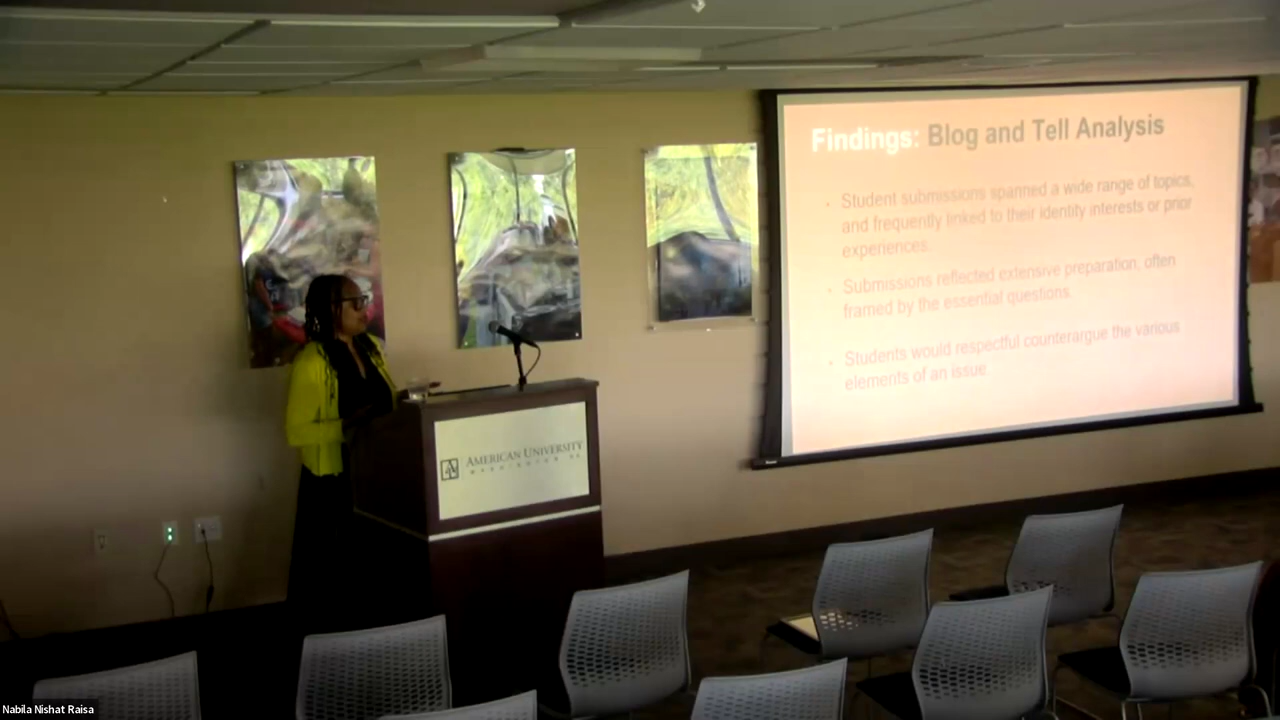 Findings: Blog and Tell Analysis
Student submissions spanned a wide range of topics,
and frequently linked to their identity interests or prior
experiences.
Submissions reflected extensive preparation, often
framed by the essential questions.
Students would respectful counterargue the various
elements of an issue.
AMERICAN UNIVERSITY
WASHINGTON, DC
Nabila Nishat Raisa